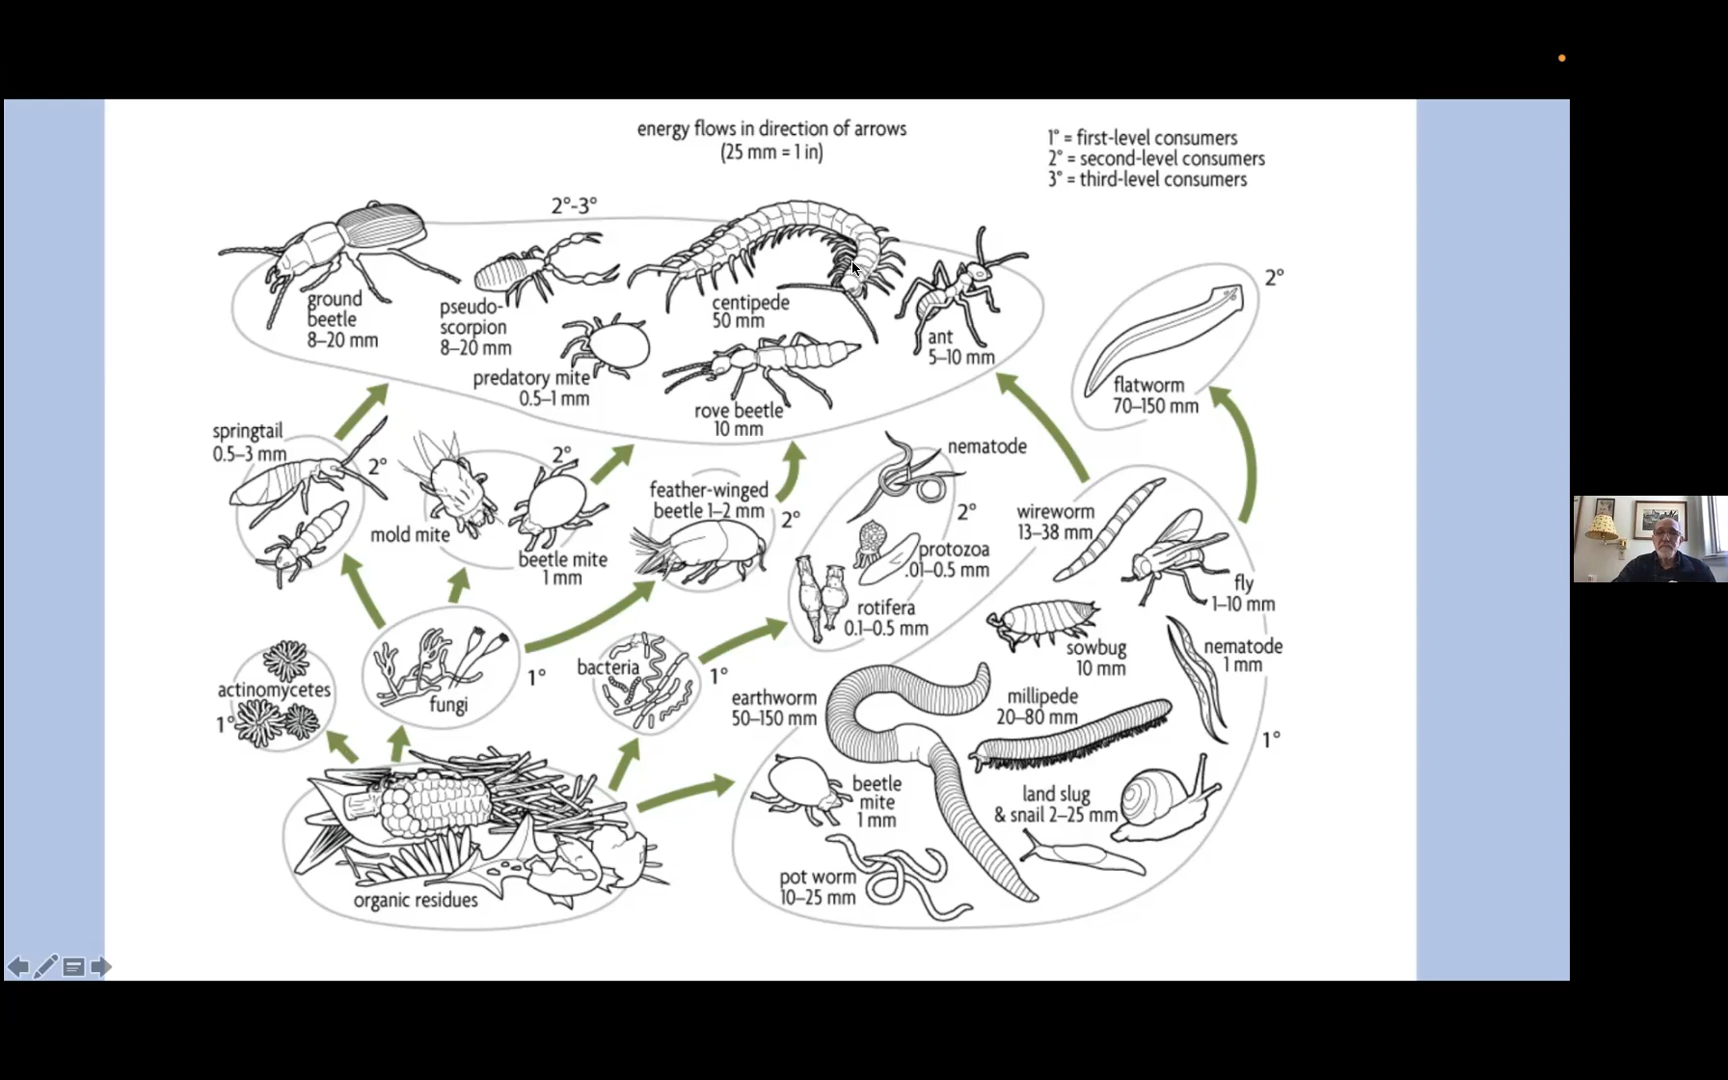 energy flows in direction of arrows
(25 mm = 1 in)
1° = first-level consumers
2° = second-level consumers
3° = third-level consumers
2°-3°
ground
beetle
8–20 mm
pseudo-
scorpion
8–20 mm
predatory mite
0.5–1 mm
centipede
50 mm
rove beetle
10 mm
ant
5–10 mm
2°
flatworm
70–150 mm
springtail
0.5–3 mm
2°
mold mite
2°
beetle mite
1 mm
feather-winged
beetle 1–2 mm
2°
nematode
2°
protozoa
.01–0.5 mm
rotifera
0.1–0.5 mm
wireworm
13–38 mm
fly
1–10 mm
sowbug
10 mm
nematode
1 mm
actinomycetes
1°
fungi
1°
bacteria
1°
earthworm
50–150 mm
millipede
20–80 mm
1°
beetle
mite
1 mm
land slug
& snail 2–25 mm
pot worm
10–25 mm
organic residues